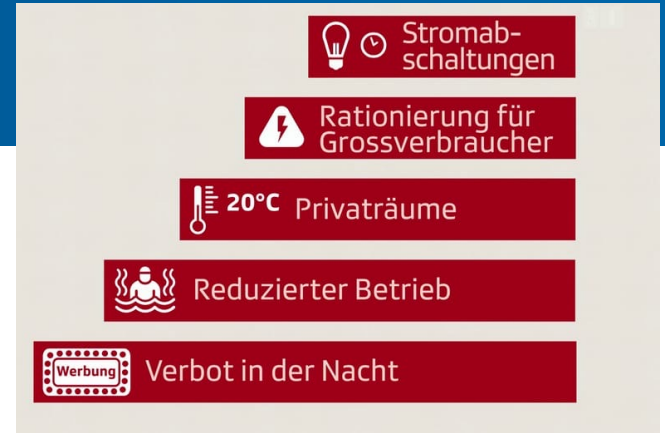 Stromab-
schaltungen
Rationierung für
Grossverbraucher
20°C Privaträume
Reduzierter Betrieb
Werbung Verbot in der Nacht